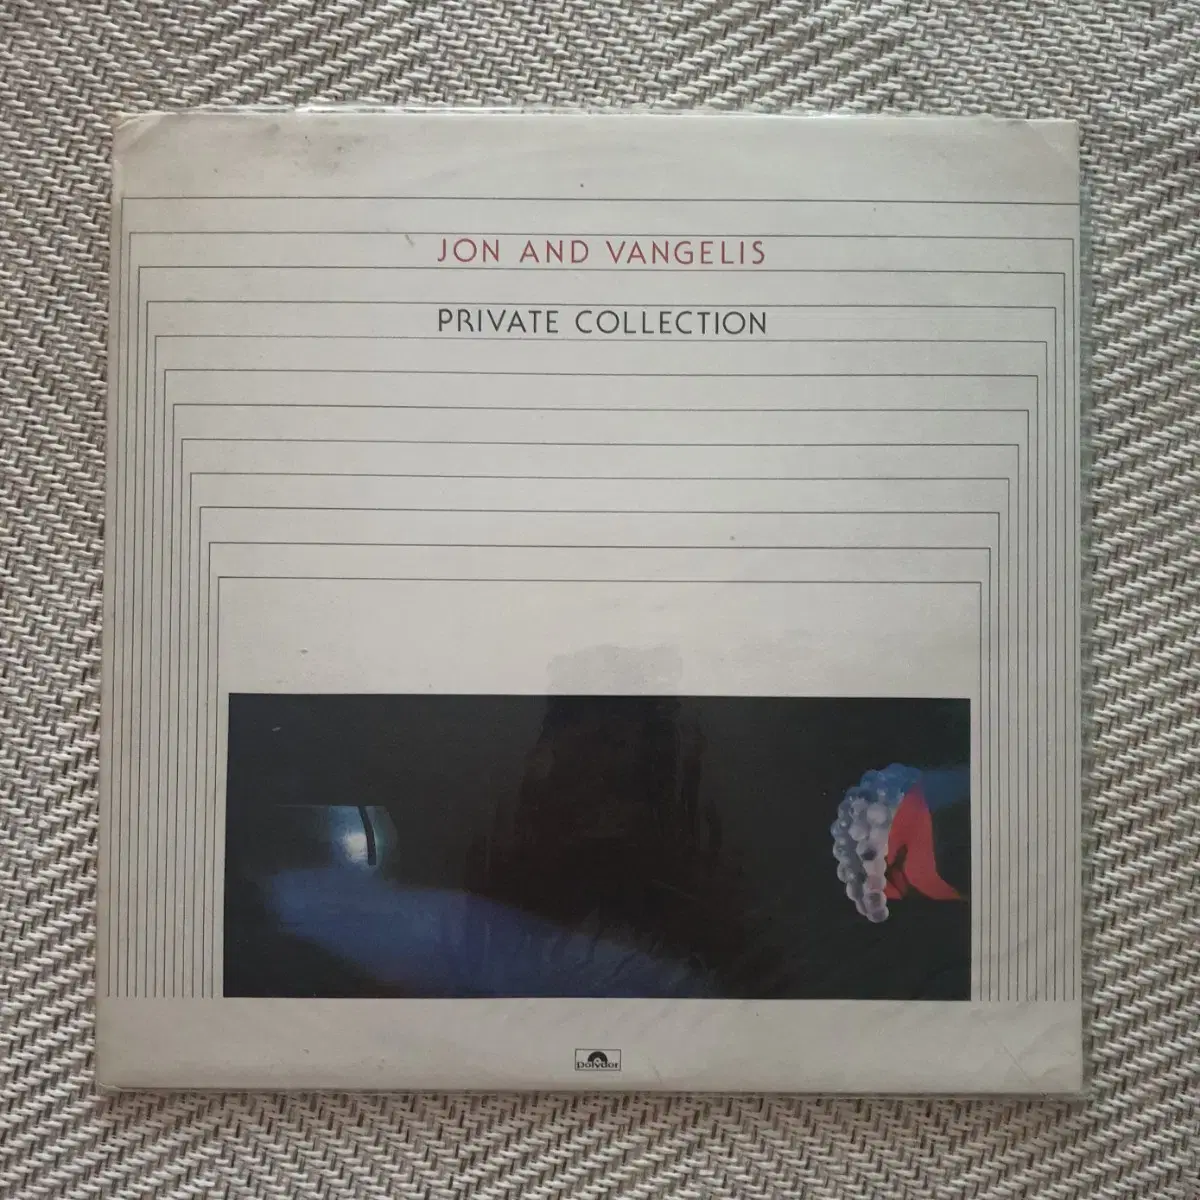 JON AND VANGELIS
PRIVATE COLLECTION
polydor